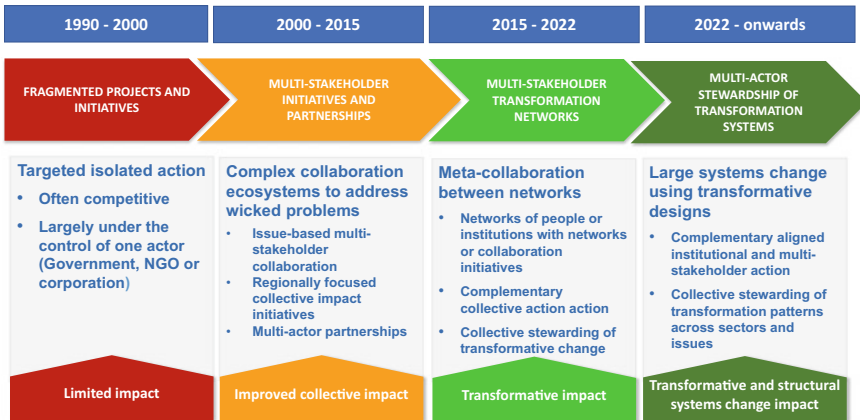 1990 - 2000
2000 - 2015
2015 - 2022
2022 - onwards
FRAGMENTED PROJECTS AND
INITIATIVES
MULTI-STAKEHOLDER
INITIATIVES AND
PARTNERSHIPS
MULTI-STAKEHOLDER
TRANSFORMATION
NETWORKS
MULTI-ACTOR
STEWARDSHIP OF
TRANSFORMATION
SYSTEMS
Targeted isolated action
• Often competitive
• Largely under the
control of one actor
(Government, NGO or
corporation)
Limited impact
Complex collaboration
ecosystems to address
wicked problems
• Issue-based multi-
stakeholder
collaboration
• Regionally focused
collective impact
initiatives
• Multi-actor partnerships
Improved collective impact
Meta-collaboration
between networks
• Networks of people or
institutions with networks
or collaboration
initiatives
• Complementary
collective action action
• Collective stewarding of
transformative change
Transformative impact
Large systems change
using transformative
designs
• Complementary aligned
institutional and multi-
stakeholder action
• Collective stewarding of
transformation patterns
across sectors and
issues
Transformative and structural
systems change impact